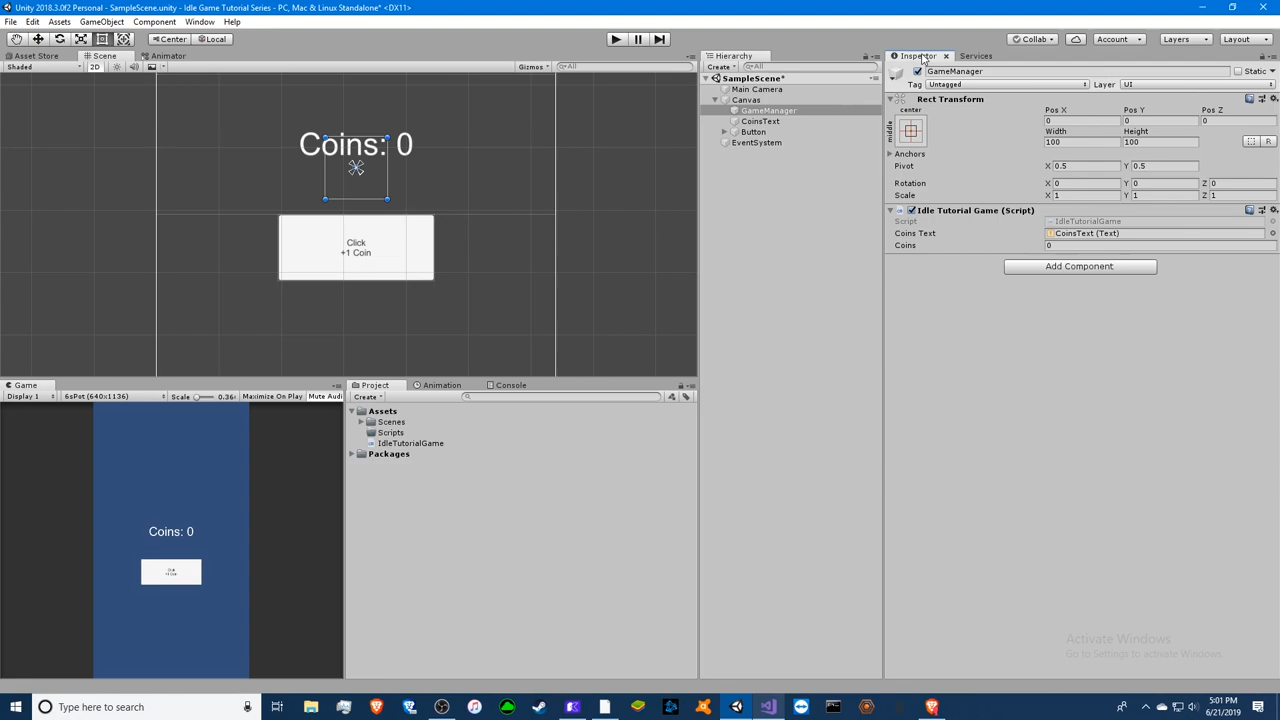 Unity 2018.3.0f2 Personal - SampleScene.unity - Idle Game Tutorial Series - PC, Mac & Linux Standalone* <DX11>
File Edit Assets GameObject Component Window Help
Center Local Collab Account Layers Layout
Asset Store Scene Animator
Shaded 2D Gizmos All
Coins: 0
Click
+1 Coin
Hierarchy
Create All
SampleScene*
Main Camera
Canvas
GameManager
CoinsText
Button
EventSystem
Inspector Services
GameManager Static
Tag Untagged Layer UI
Rect Transform
center
middle
Pos X Pos Y Pos Z
0 0 0
Width Height
100 100
R
Anchors
Pivot X 0.5 Y 0.5
Rotation X 0 Y 0 Z 0
Scale X 1 Y 1 Z 1
Idle Tutorial Game (Script)
Script IdleTutorialGame
Coins Text CoinsText (Text)
Coins 0
Add Component
Game
Display 1 6sPot (640x1136) Scale 0.36 Maximize On Play Mute Audi
Coins: 0
Project Animation Console
Create
Assets
Scenes
Scripts
IdleTutorialGame
Packages
Activate Windows
Go to Settings to activate Windows.
Type here to search
5:01 PM
6/21/2019